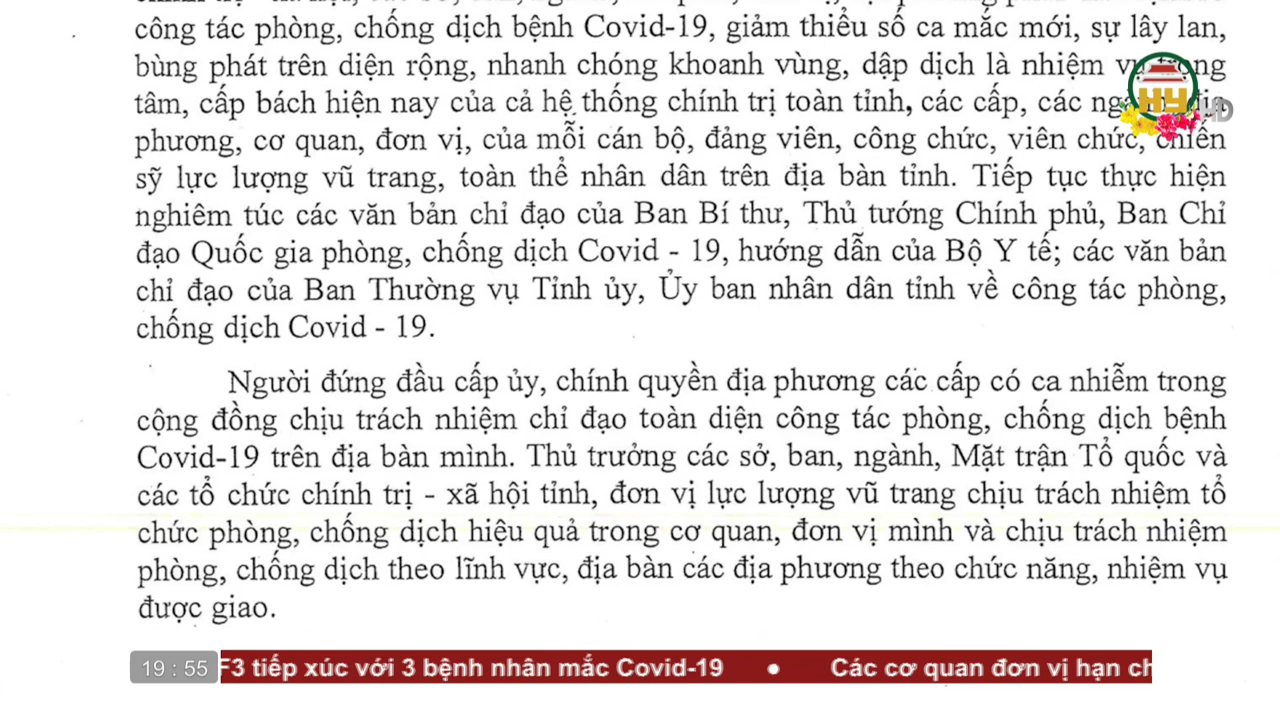 công tác phòng, chống dịch bệnh Covid-19, giảm thiểu số ca mắc mới, sự lây lan,
bùng phát trên diện rộng, nhanh chóng khoanh vùng, dập dịch là nhiệm vụ trọng
tâm, cấp bách hiện nay của cả hệ thống chính trị toàn tỉnh, các cấp, các ngành, địa
phương, cơ quan, đơn vị, của mỗi cán bộ, đảng viên, công chức, viên chức, chiến
sỹ lực lượng vũ trang, toàn thể nhân dân trên địa bàn tỉnh. Tiếp tục thực hiện
nghiêm túc các văn bản chỉ đạo của Ban Bí thư, Thủ tướng Chính phủ, Ban Chỉ
đạo Quốc gia phòng, chống dịch Covid - 19, hướng dẫn của Bộ Y tế; các văn bản
chỉ đạo của Ban Thường vụ Tỉnh ủy, Ủy ban nhân dân tỉnh về công tác phòng,
chống dịch Covid - 19.
Người đứng đầu cấp ủy, chính quyền địa phương các cấp có ca nhiễm trong
cộng đồng chịu trách nhiệm chỉ đạo toàn diện công tác phòng, chống dịch bệnh
Covid-19 trên địa bàn mình. Thủ trưởng các sở, ban, ngành, Mặt trận Tổ quốc và
các tổ chức chính trị - xã hội tỉnh, đơn vị lực lượng vũ trang chịu trách nhiệm tổ
chức phòng, chống dịch hiệu quả trong cơ quan, đơn vị mình và chịu trách nhiệm
phòng, chống dịch theo lĩnh vực, địa bàn các địa phương theo chức năng, nhiệm vụ
được giao.
HY HD
19 : 55 F3 tiếp xúc với 3 bệnh nhân mắc Covid-19 • Các cơ quan đơn vị hạn ch